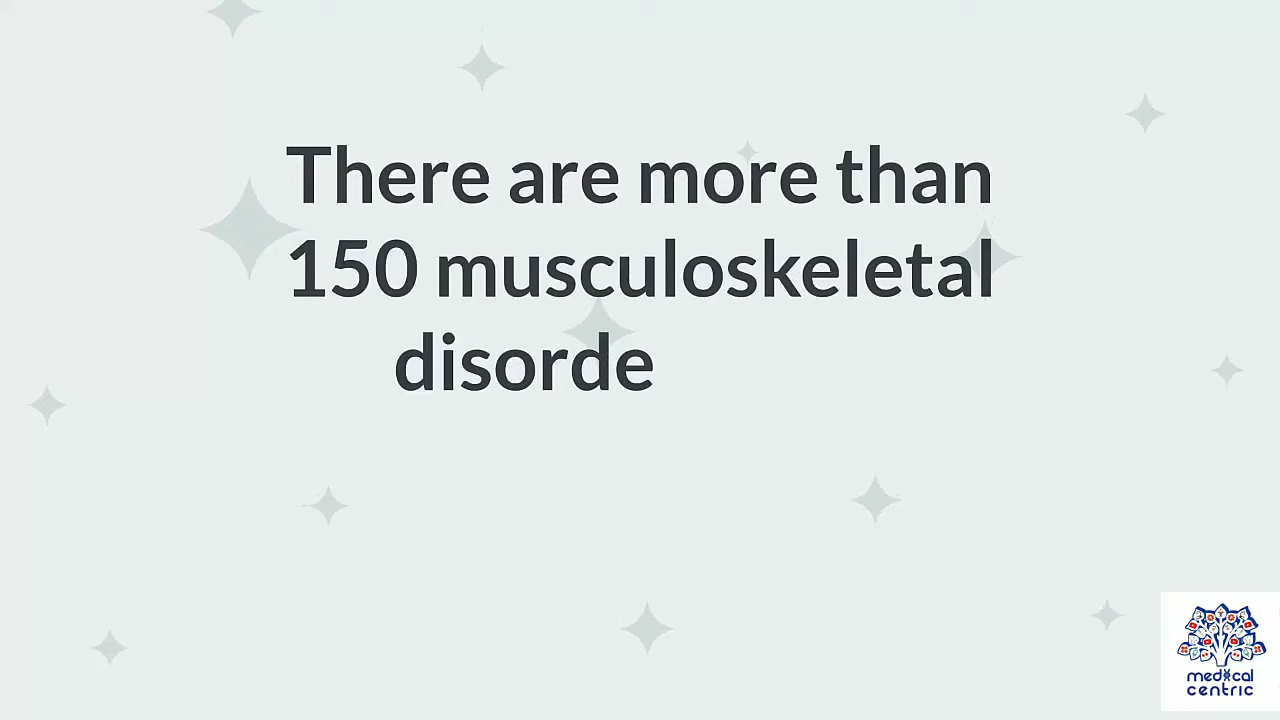 There are more than
150 musculoskeletal
disorde
medical
centric